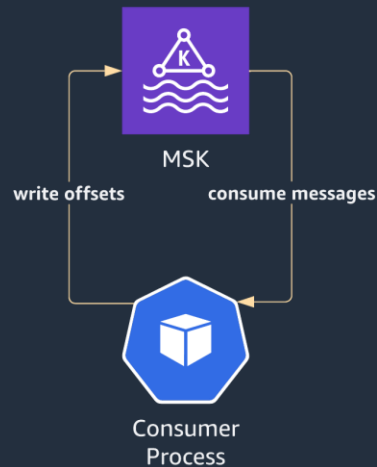 K
MSK
write offsets
consume messages
Consumer
Process